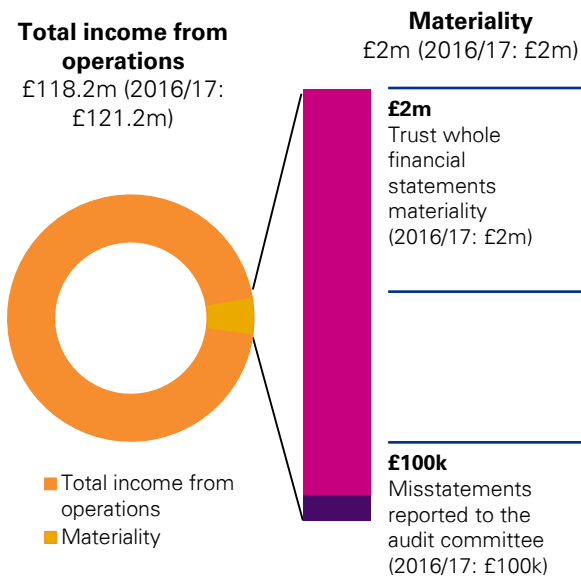 Total income from
operations
£118.2m (2016/17:
£121.2m)
Materiality
£2m (2016/17: £2m)
£2m
Trust whole
financial
statements
materiality
(2016/17: £2m)
£100k
Misstatements
reported to the
audit committee
(2016/17: £100k)
Total income from
operations
Materiality